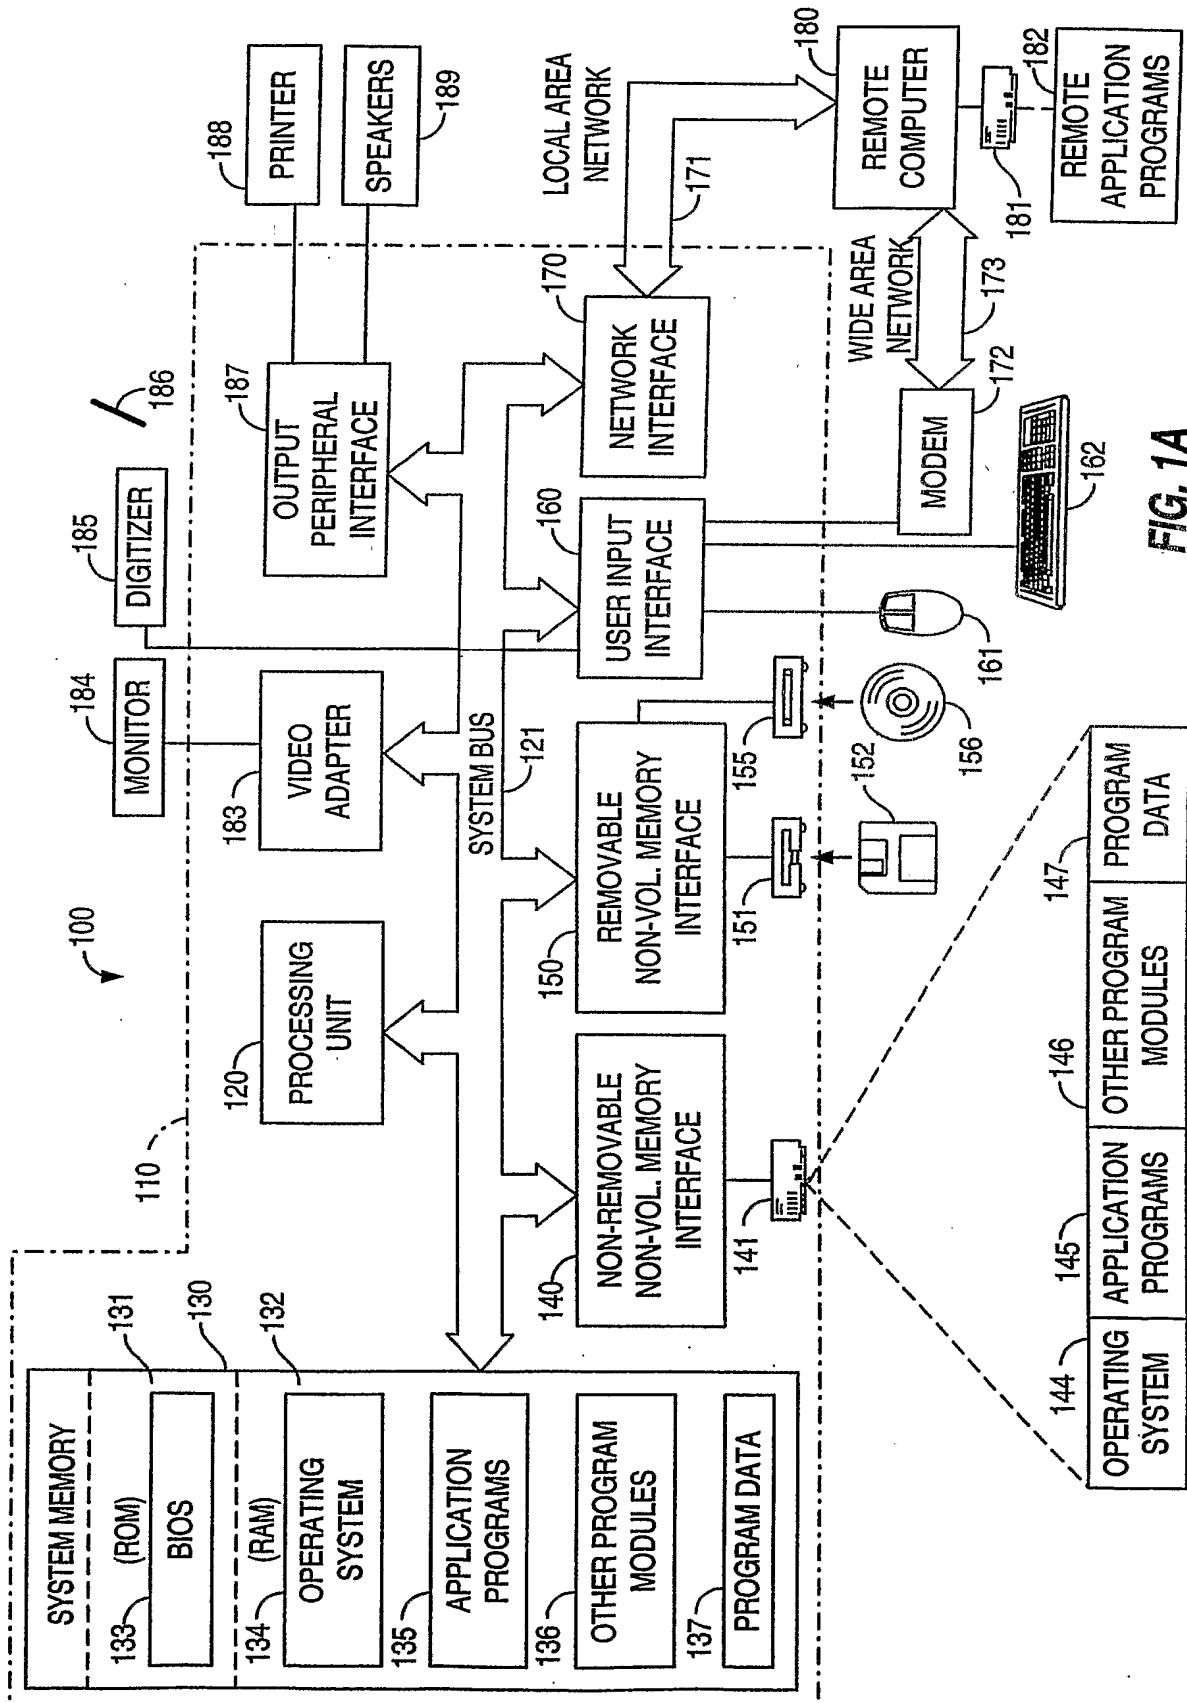 100
110
SYSTEM MEMORY
(ROM)
131
133
BIOS
130
(RAM)
132
134
OPERATING
SYSTEM
135
APPLICATION
PROGRAMS
136
OTHER PROGRAM
MODULES
137
PROGRAM DATA
120
PROCESSING
UNIT
183
VIDEO
ADAPTER
184
MONITOR
185
DIGITIZER
186
187
OUTPUT
PERIPHERAL
INTERFACE
188
PRINTER
SPEAKERS
189
SYSTEM BUS
121
140
NON-REMOVABLE
NON-VOL. MEMORY
INTERFACE
150
REMOVABLE
NON-VOL. MEMORY
INTERFACE
160
USER INPUT
INTERFACE
170
NETWORK
INTERFACE
LOCAL AREA
NETWORK
171
141
151
155
152
156
161
162
MODEM
172
WIDE AREA
NETWORK
173
180
REMOTE
COMPUTER
181
182
REMOTE
APPLICATION
PROGRAMS
144
OPERATING
SYSTEM
145
APPLICATION
PROGRAMS
146
OTHER PROGRAM
MODULES
147
PROGRAM
DATA
FIG. 1A